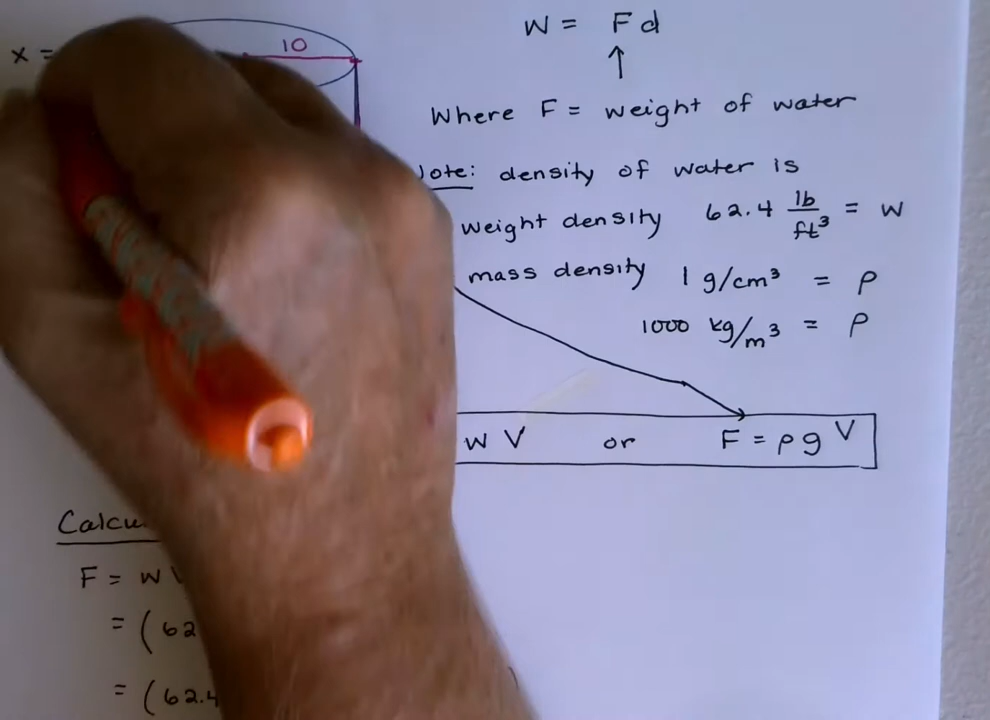 x =
10
W = Fd
Where F = weight of water
density of water is
weight density 62.4 lb/ft³ = w
mass density 1 g/cm³ = ρ
1000 kg/m³ = ρ
w V or F = ρ g V
F = w
= (62
= (62.4